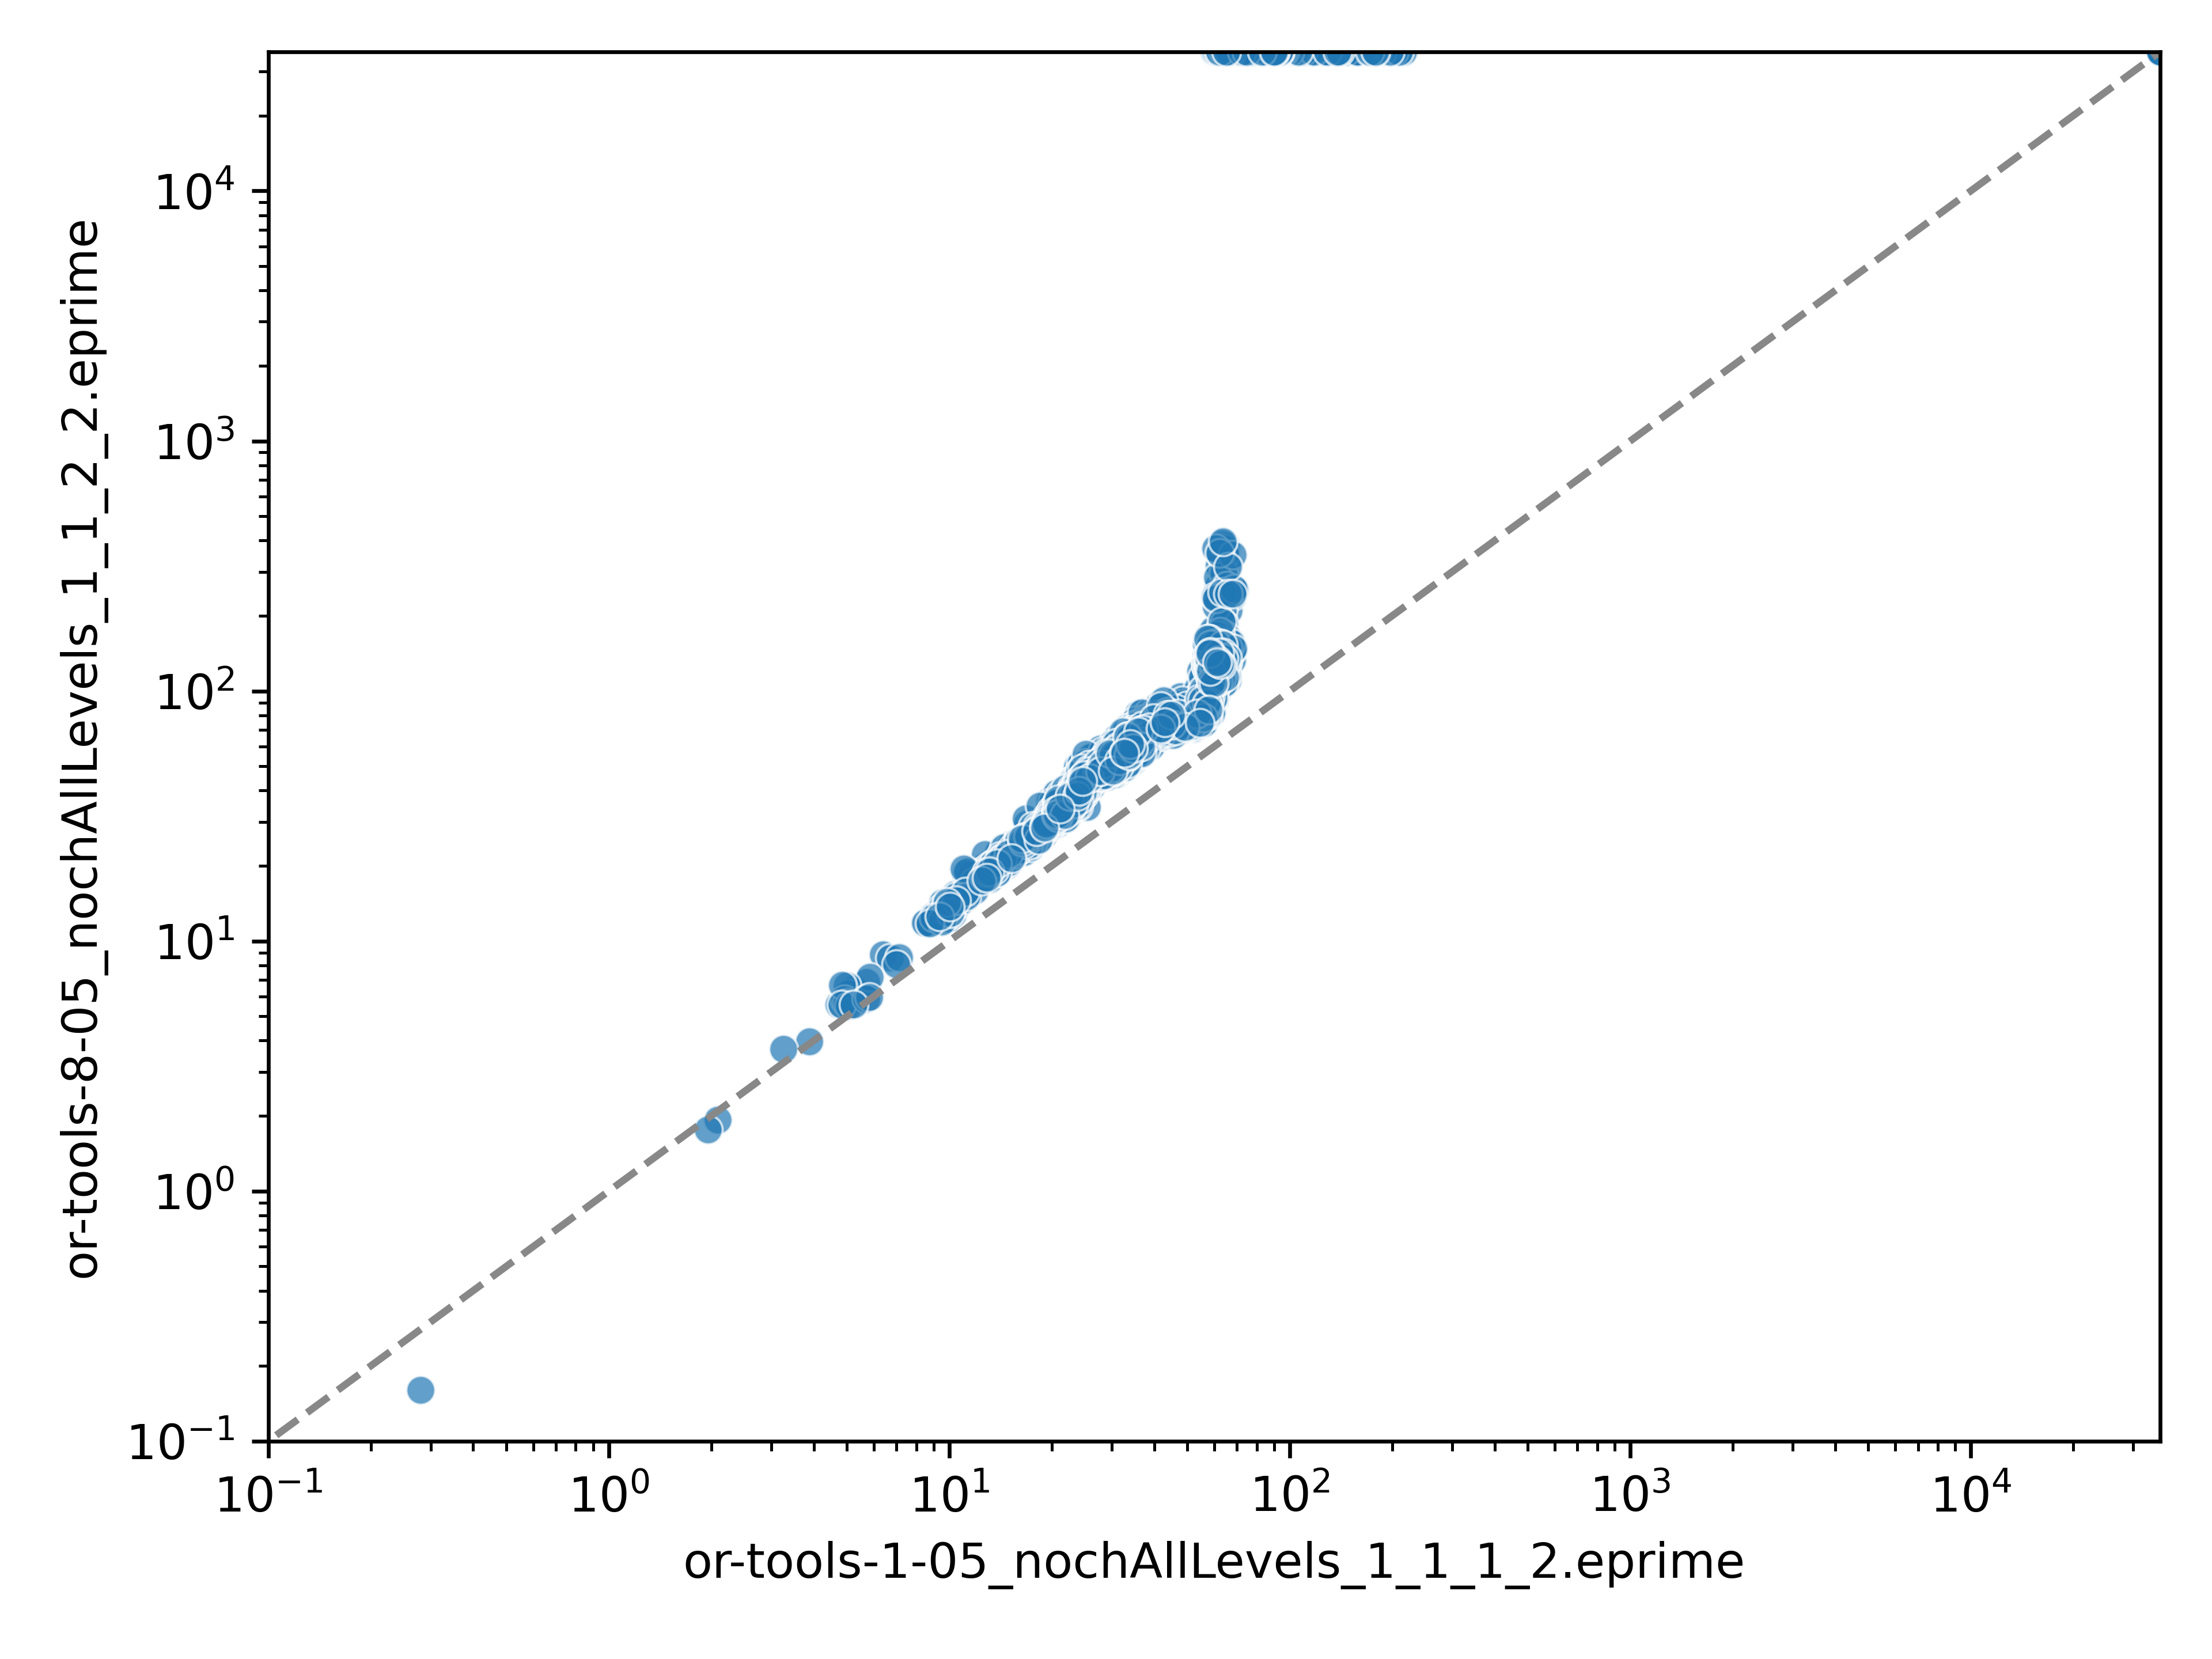 10^4
10^3
10^2
10^1
10^0
10^-1
or-tools-8-05_nochAllLevels_1_1_2_2.eprime
10^-1 10^0 10^1 10^2 10^3 10^4
or-tools-1-05_nochAllLevels_1_1_1_2.eprime